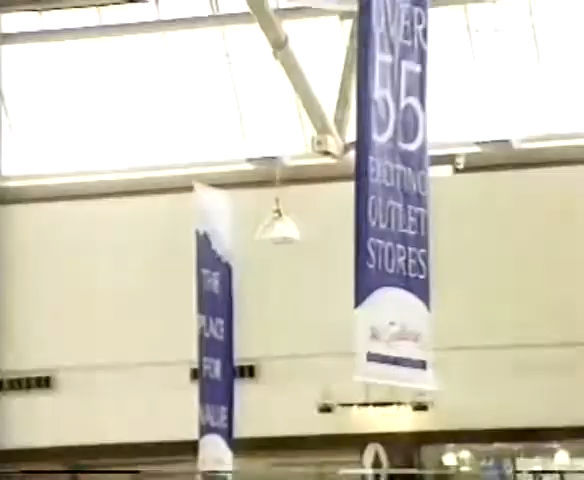 OVER
55
EXCITING
OUTLET
STORES
THE
PLACE
FOR
VALUE